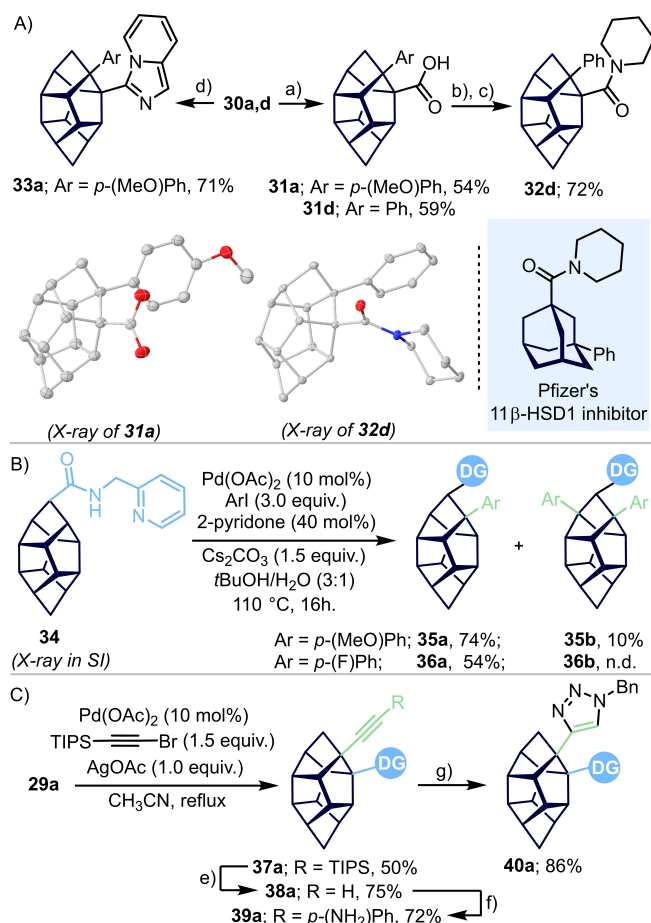 A)
Ar
N
N
d)
30a,d
a)
Ar
OH
O
b), c)
Ph
N
O
33a; Ar = p-(MeO)Ph, 71%
31a; Ar = p-(MeO)Ph, 54%
31d; Ar = Ph, 59%
32d; 72%
O
N
Ph
Pfizer's
11β-HSD1 inhibitor
(X-ray of 31a)
(X-ray of 32d)
B)
O
N
H
N
34
(X-ray in SI)
Pd(OAc)2 (10 mol%)
ArI (3.0 equiv.)
2-pyridone (40 mol%)
Cs2CO3 (1.5 equiv.)
tBuOH/H2O (3:1)
110 °C, 16h.
DG
Ar
+
DG
Ar
Ar
Ar = p-(MeO)Ph; 35a, 74%; 35b, 10%
Ar = p-(F)Ph; 36a, 54%; 36b, n.d.
C)
29a
Pd(OAc)2 (10 mol%)
TIPS Br (1.5 equiv.)
AgOAc (1.0 equiv.)
CH3CN, reflux
R
DG
g)
N=N
N
Bn
DG
37a; R = TIPS, 50%
40a; 86%
e)
38a; R = H, 75%
f)
39a; R = p-(NH2)Ph, 72%